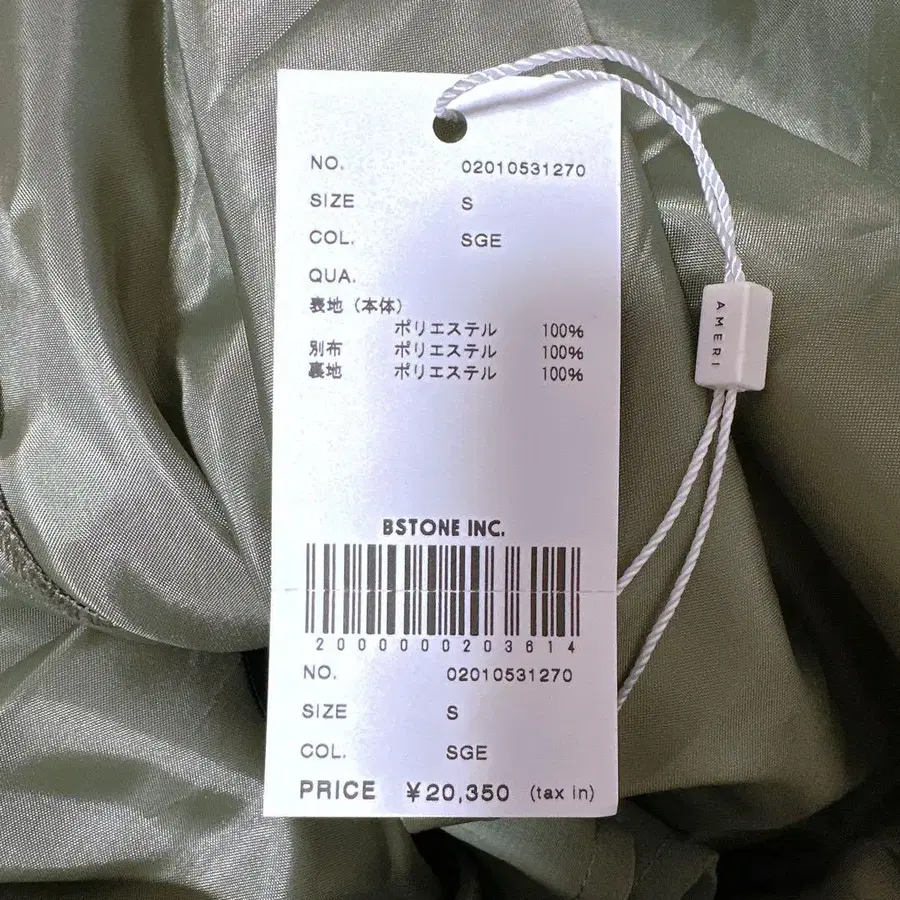 NO. 02010531270
SIZE S
COL. SGE
QUA.
表地（本体）
ポリエステル 100%
別布 ポリエステル 100%
裏地 ポリエステル 100%
AMERI
BSTONE INC.
2000000203614
NO. 02010531270
SIZE S
COL. SGE
PRICE ¥20,350 (tax in)